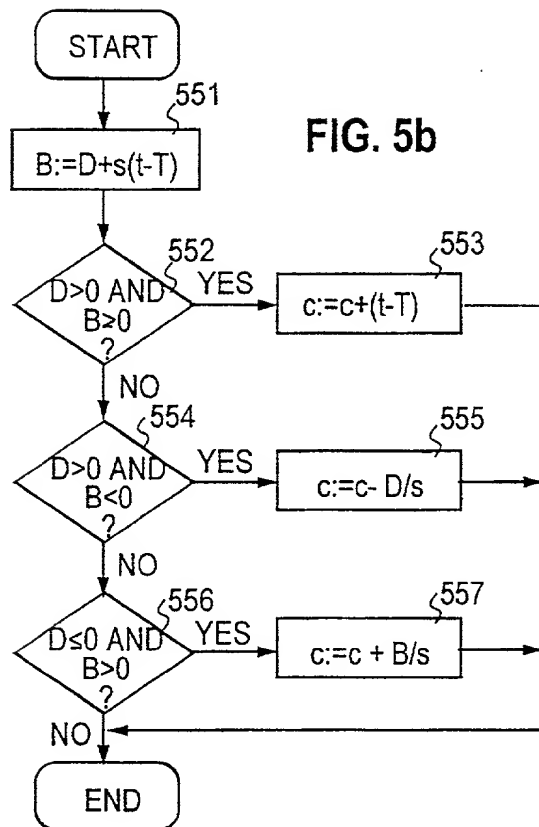 START
551
FIG. 5b
B:=D+s(t-T)
552
553
D>0 AND
B≥0
?
YES
c:=c+(t-T)
NO
554
555
D>0 AND
B<0
?
YES
c:=c- D/s
NO
556
557
D≤0 AND
B>0
?
YES
c:=c + B/s
NO
END